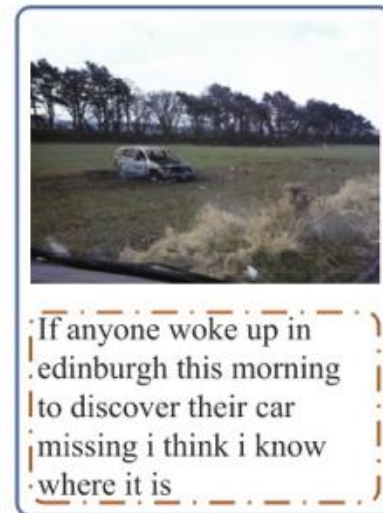 If anyone woke up in
edinburgh this morning
to discover their car
missing i think i know
where it is